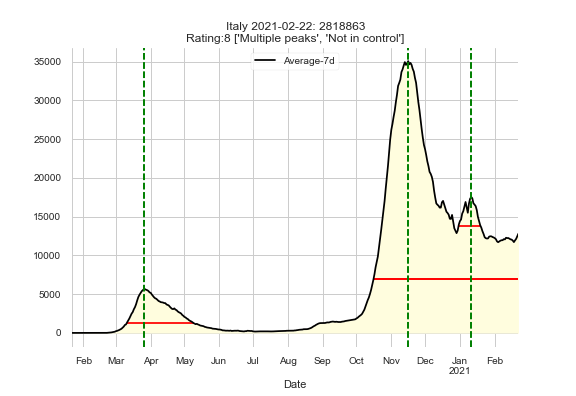 Italy 2021-02-22: 2818863
Rating:8 ['Multiple peaks', 'Not in control']
Average-7d
35000
30000
25000
20000
15000
10000
5000
0
Feb Mar Apr May Jun Jul Aug Sep Oct Nov Dec Jan Feb
2021
Date